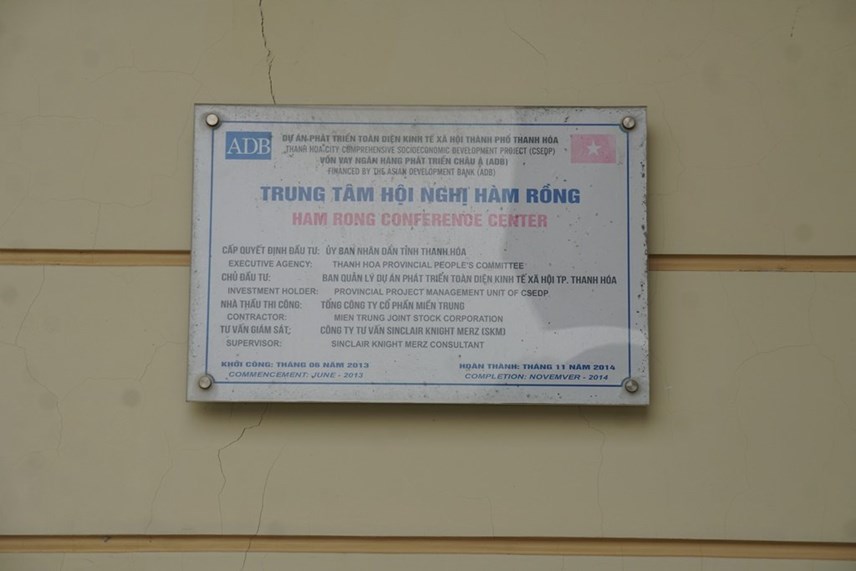 ADB
DỰ ÁN PHÁT TRIỂN TOÀN DIỆN KINH TẾ XÃ HỘI THÀNH PHỐ THANH HÓA
THANH HOA CITY COMPREHENSIVE SOCIOECONOMIC DEVELOPMENT PROJECT (CSEDP)
VỐN VAY NGÂN HÀNG PHÁT TRIỂN CHÂU Á (ADB)
FINANCED BY THE ASIAN DEVELOPMENT BANK (ADB)
TRUNG TÂM HỘI NGHỊ HÀM RỒNG
HAM RONG CONFERENCE CENTER
CẤP QUYẾT ĐỊNH ĐẦU TƯ: ỦY BAN NHÂN DÂN TỈNH THANH HÓA
EXECUTIVE AGENCY: THANH HOA PROVINCIAL PEOPLE'S COMMITTEE
CHỦ ĐẦU TƯ: BAN QUẢN LÝ DỰ ÁN PHÁT TRIỂN TOÀN DIỆN KINH TẾ XÃ HỘI TP. THANH HÓA
INVESTMENT HOLDER: PROVINCIAL PROJECT MANAGEMENT UNIT OF CSEDP
NHÀ THẦU THI CÔNG: TỔNG CÔNG TY CỔ PHẦN MIỀN TRUNG
CONTRACTOR: MIEN TRUNG JOINT STOCK CORPORATION
TƯ VẤN GIÁM SÁT; CÔNG TY TƯ VẤN SINCLAIR KNIGHT MERZ (SKM)
SUPERVISOR: SINCLAIR KNIGHT MERZ CONSULTANT
KHỞI CÔNG: THÁNG 06 NĂM 2013 HOÀN THÀNH: THÁNG 11 NĂM 2014
COMMENCEMENT: JUNE - 2013 COMPLETION: NOVEMVER - 2014